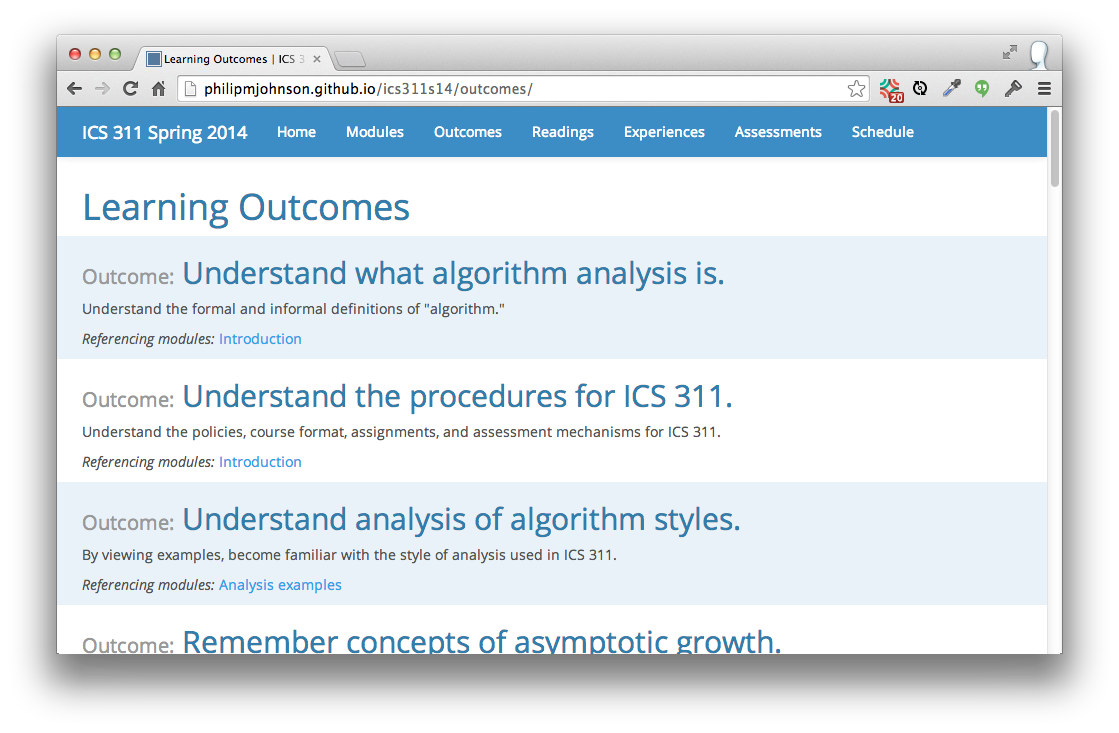 Learning Outcomes | ICS 3
philipmjohnson.github.io/ics311s14/outcomes/
20
ICS 311 Spring 2014 Home Modules Outcomes Readings Experiences Assessments Schedule
Learning Outcomes
Outcome: Understand what algorithm analysis is.
Understand the formal and informal definitions of "algorithm."
Referencing modules: Introduction
Outcome: Understand the procedures for ICS 311.
Understand the policies, course format, assignments, and assessment mechanisms for ICS 311.
Referencing modules: Introduction
Outcome: Understand analysis of algorithm styles.
By viewing examples, become familiar with the style of analysis used in ICS 311.
Referencing modules: Analysis examples
Outcome: Remember concepts of asymptotic growth.